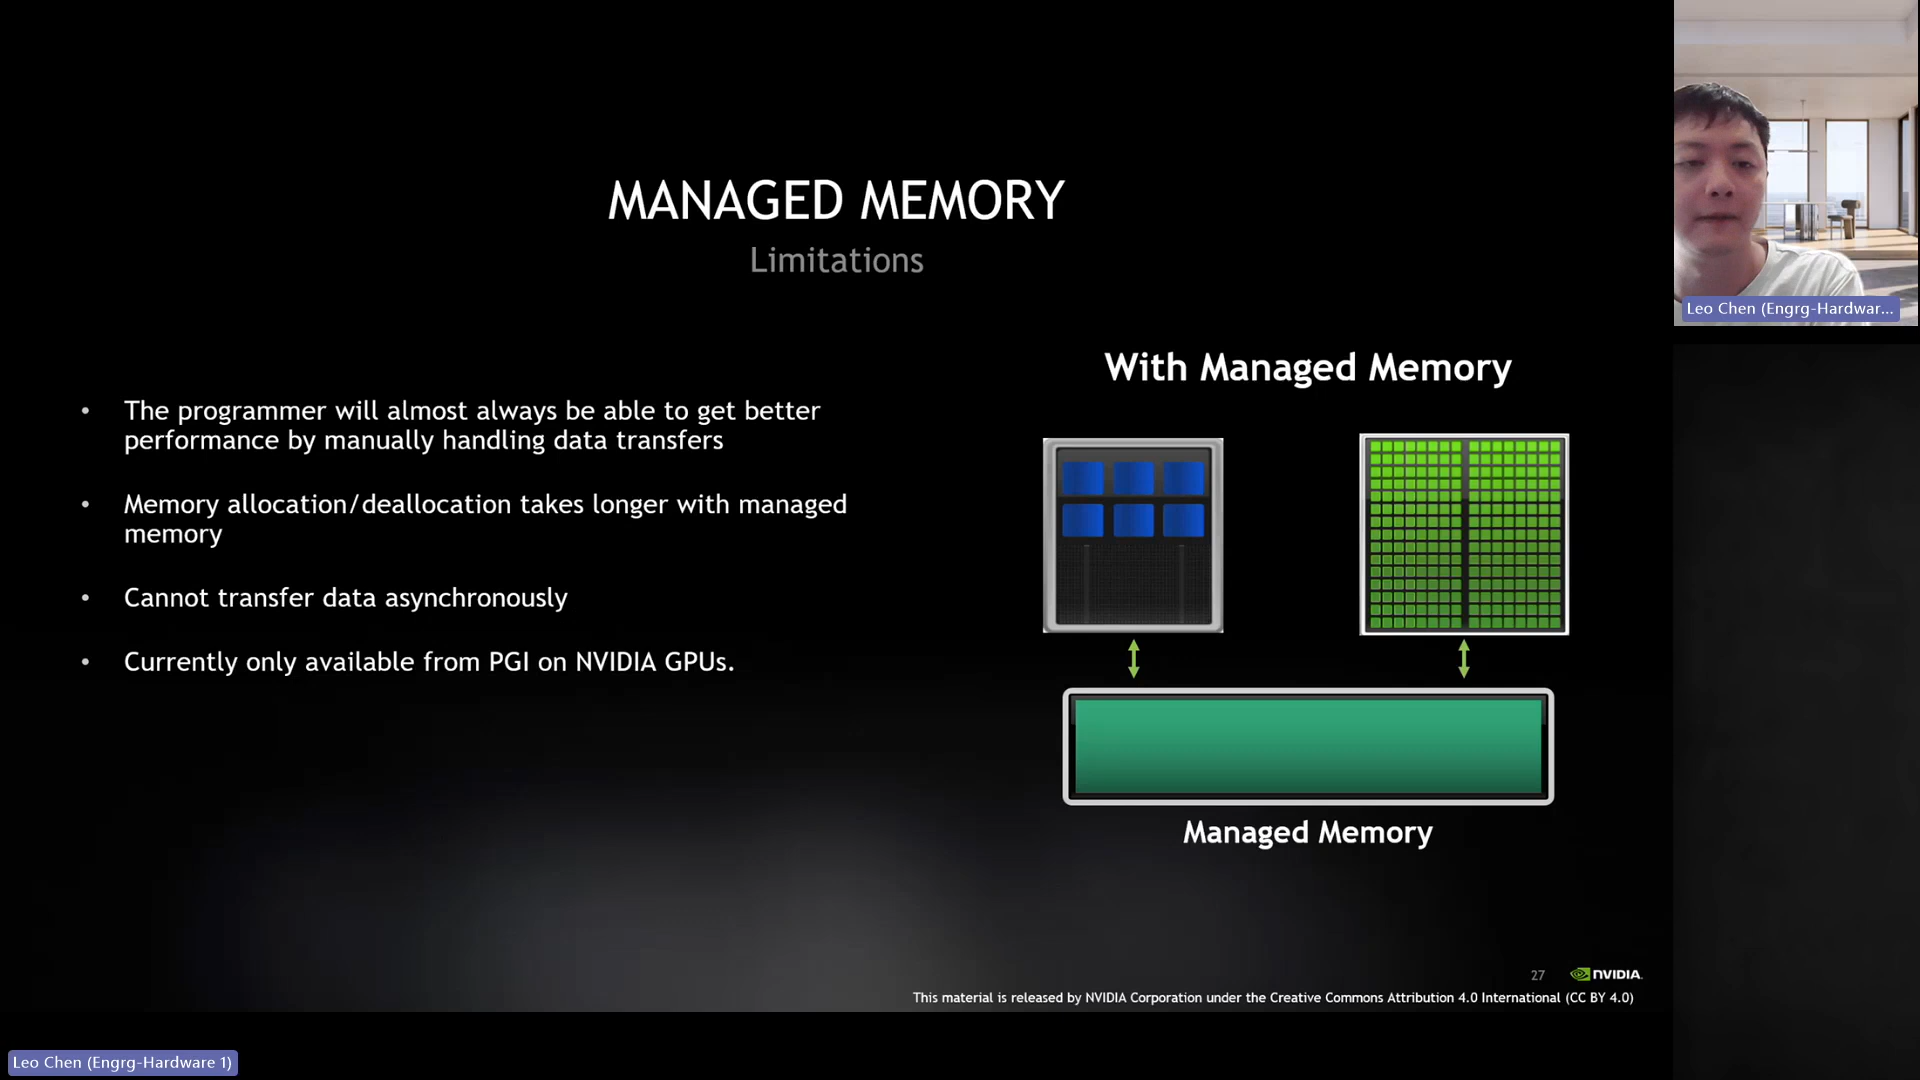 MANAGED MEMORY
Limitations
• The programmer will almost always be able to get better
performance by manually handling data transfers
• Memory allocation/deallocation takes longer with managed
memory
• Cannot transfer data asynchronously
• Currently only available from PGI on NVIDIA GPUs.
With Managed Memory
Managed Memory
27
NVIDIA.
This material is released by NVIDIA Corporation under the Creative Commons Attribution 4.0 International (CC BY 4.0)
Leo Chen (Engrg-Hardwar...
Leo Chen (Engrg-Hardware 1)